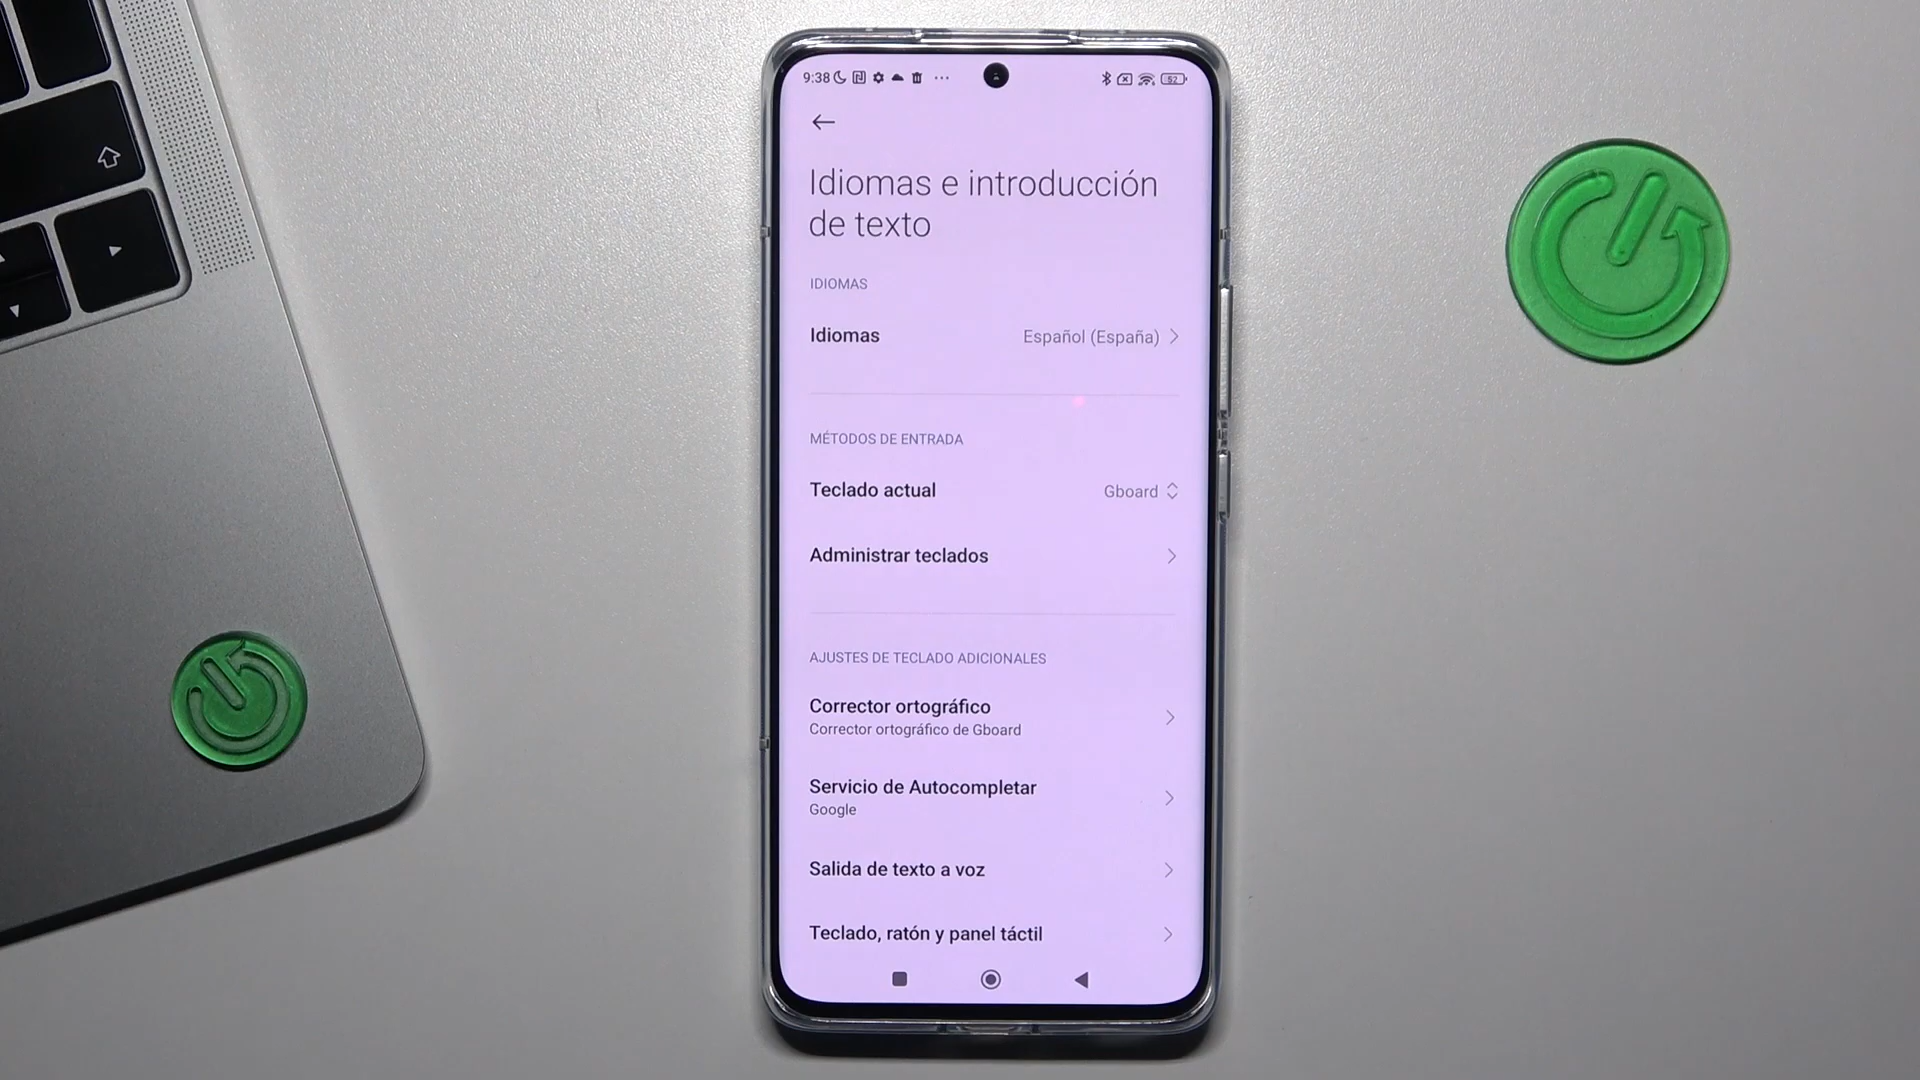 9:38
52
Idiomas e introducción
de texto
IDIOMAS
Idiomas
Español (España)
MÉTODOS DE ENTRADA
Teclado actual
Gboard
Administrar teclados
AJUSTES DE TECLADO ADICIONALES
Corrector ortográfico
Corrector ortográfico de Gboard
Servicio de Autocompletar
Google
Salida de texto a voz
Teclado, ratón y panel táctil